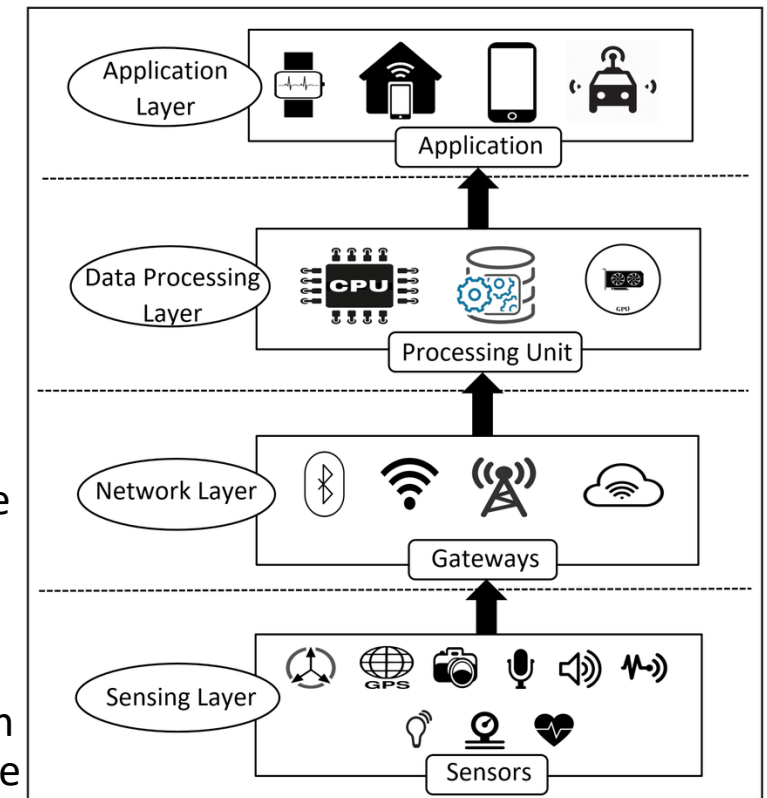 Application
Layer
Application
Data Processing
Layer
CPU
GPU
Processing Unit
Network Layer
e
Gateways
GPS
Sensing Layer
n
e
Sensors